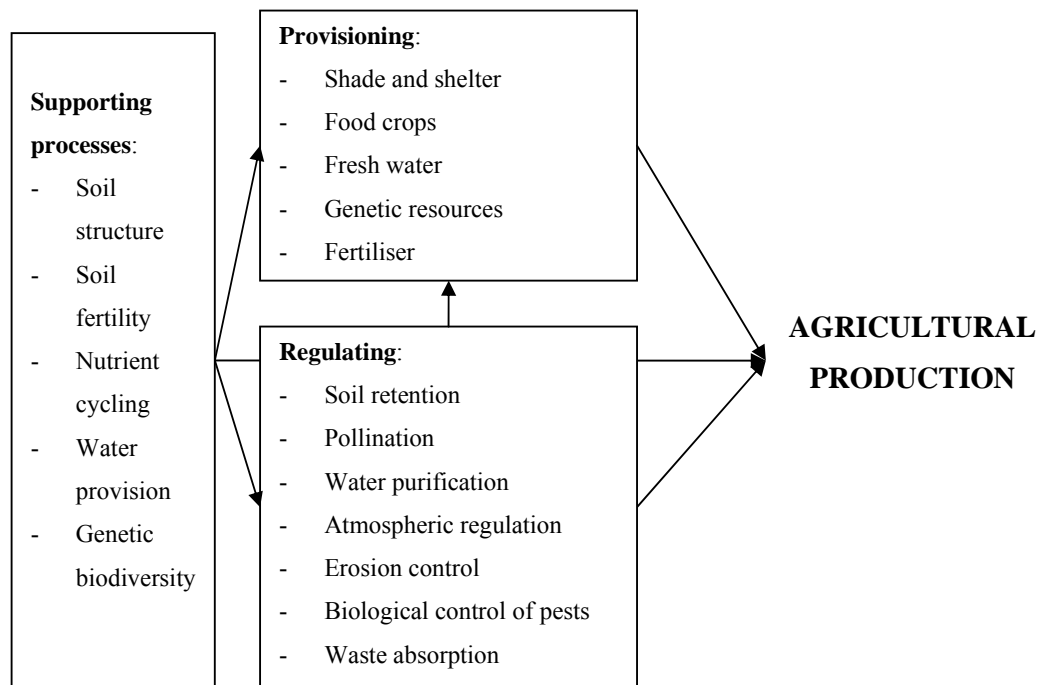 Supporting
processes:
- Soil
structure
- Soil
fertility
- Nutrient
cycling
- Water
provision
- Genetic
biodiversity
Provisioning:
- Shade and shelter
- Food crops
- Fresh water
- Genetic resources
- Fertiliser
Regulating:
- Soil retention
- Pollination
- Water purification
- Atmospheric regulation
- Erosion control
- Biological control of pests
- Waste absorption
AGRICULTURAL
PRODUCTION